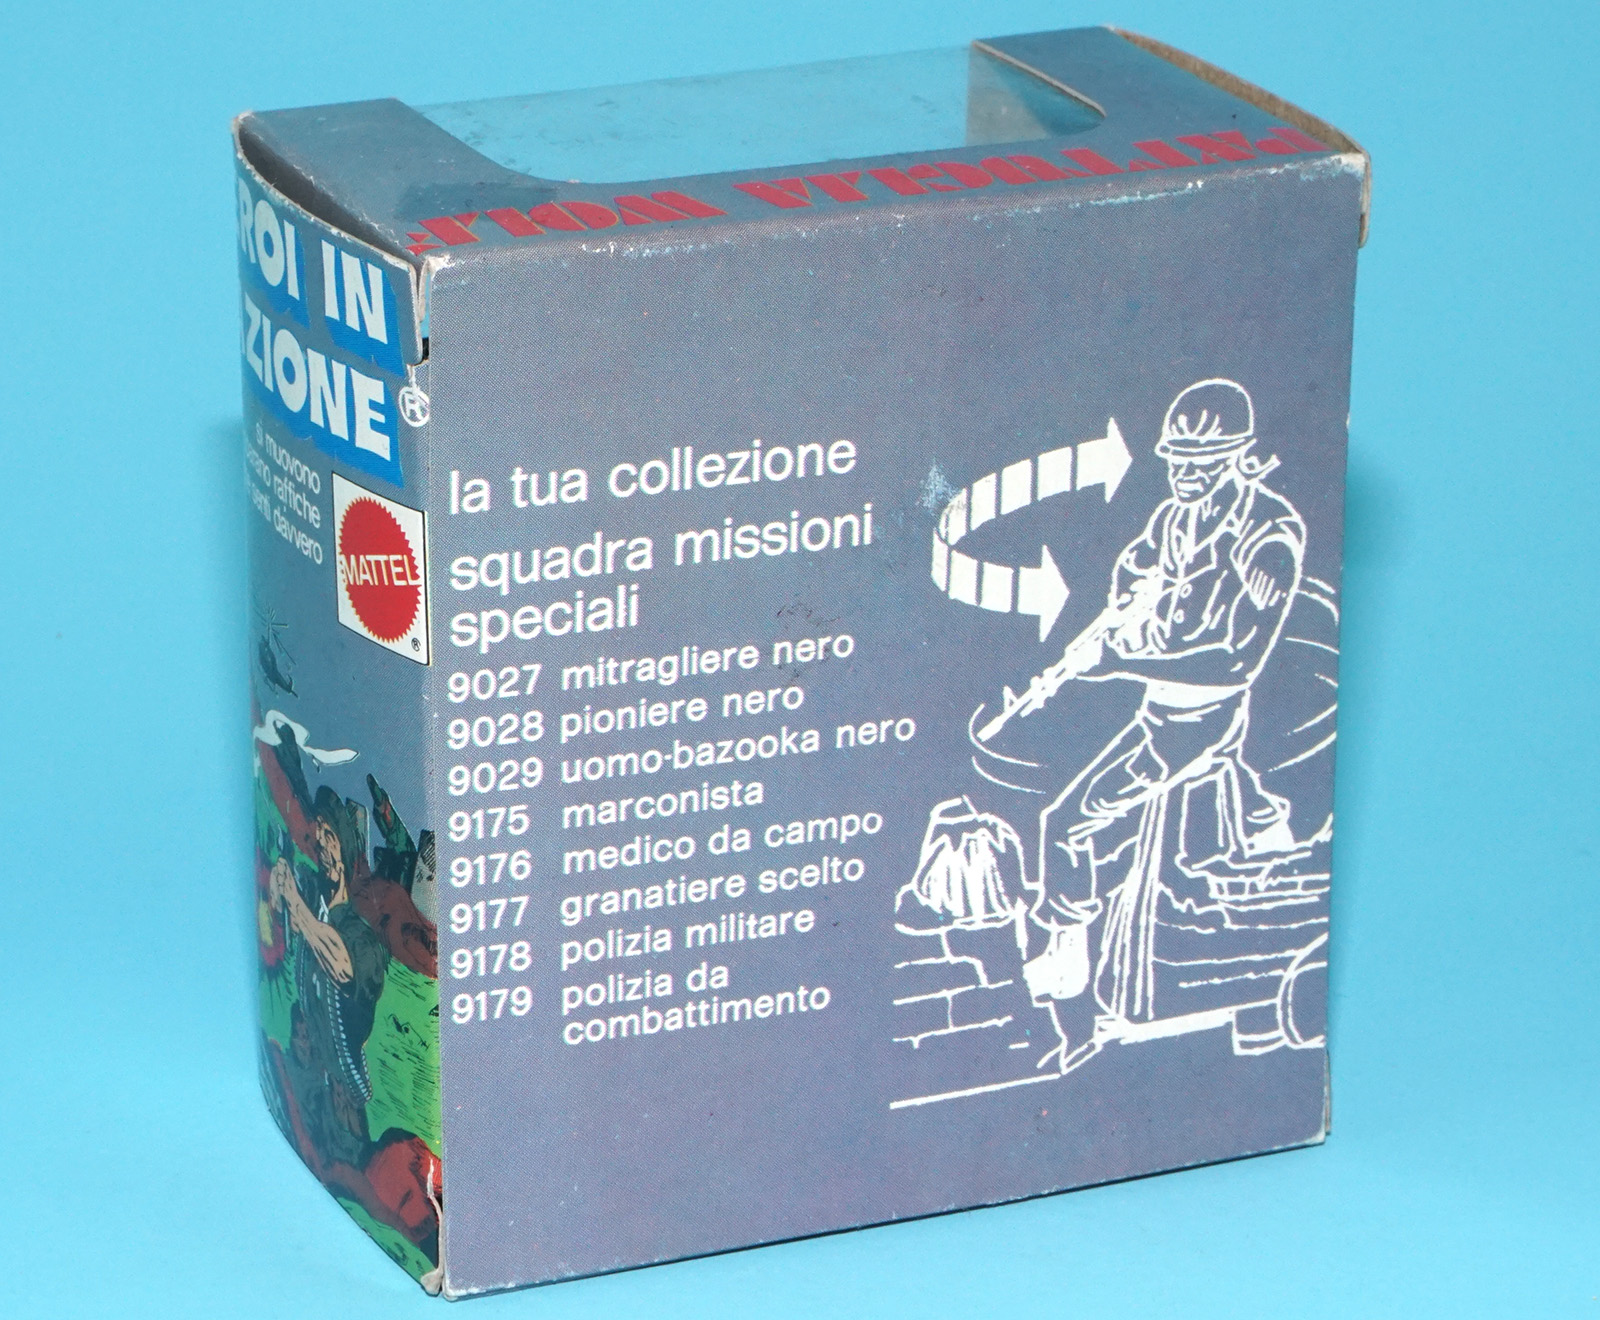 PATTUGLIA WOLF
ROI IN
ZIONE
®
si muovono
raffiche
davvero
MATTEL
®
la tua collezione
squadra missioni
speciali
9027 mitragliere nero
9028 pioniere nero
9029 uomo-bazooka nero
9175 marconista
9176 medico da campo
9177 granatiere scelto
9178 polizia militare
9179 polizia da
combattimento